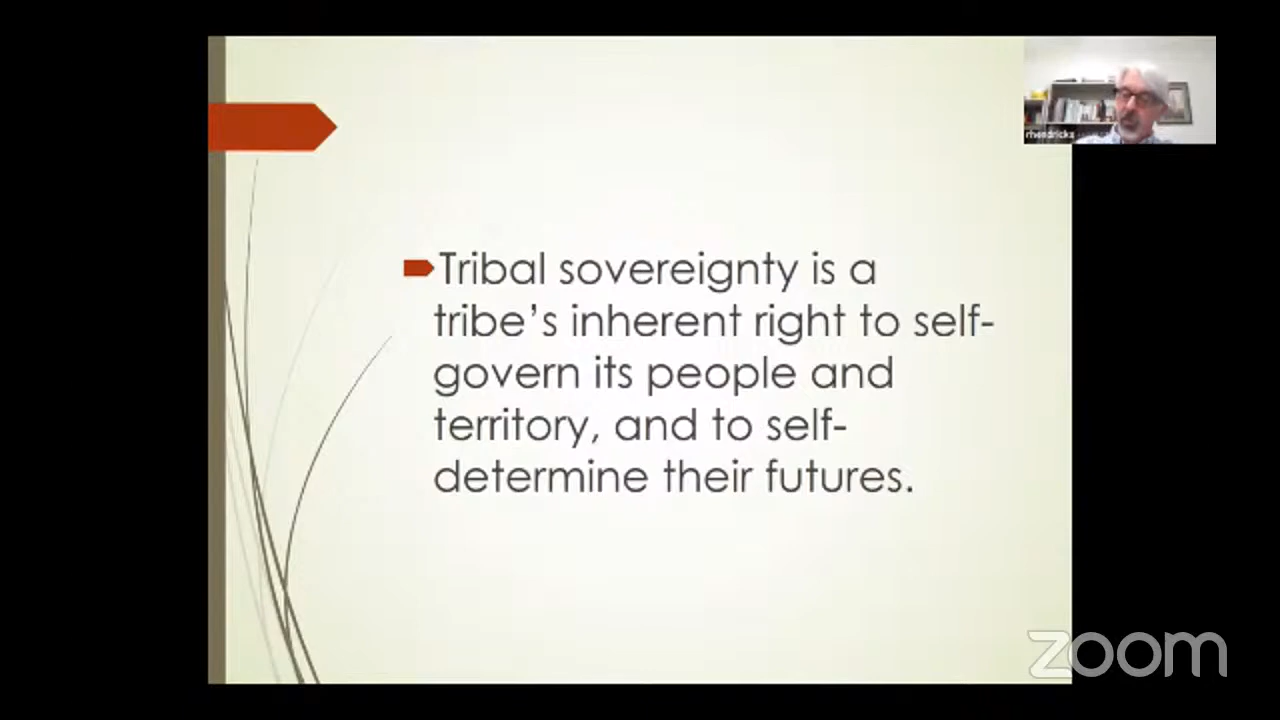 rhendricks
Tribal sovereignty is a
tribe’s inherent right to self-
govern its people and
territory, and to self-
determine their futures.
zoom